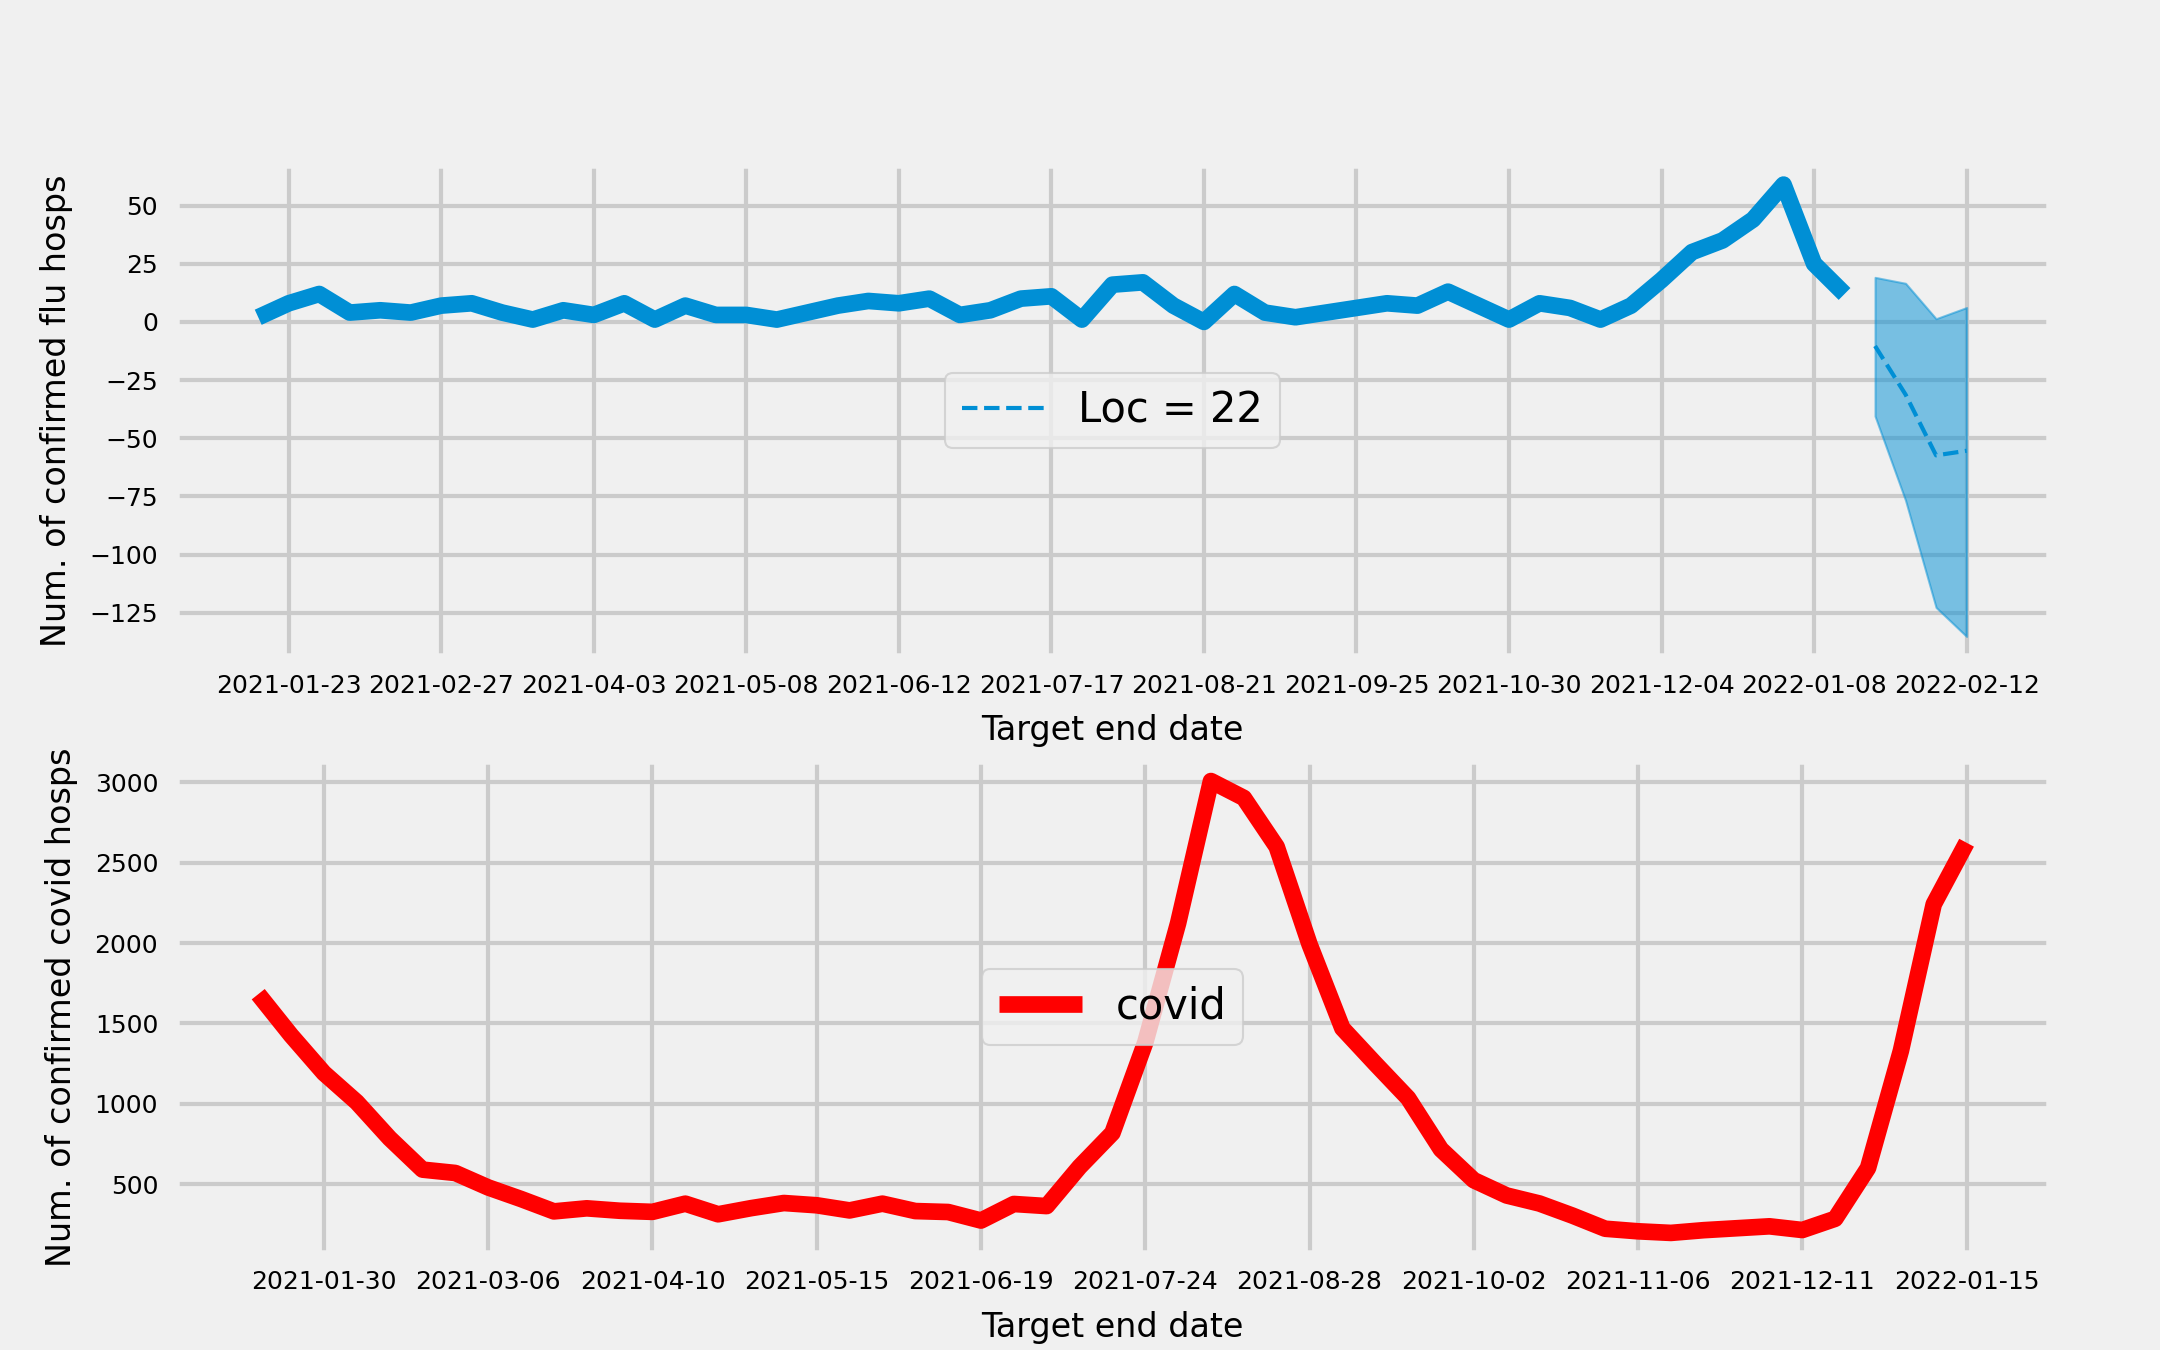 Num. of confirmed flu hosps
50
25
0
−25
−50
−75
−100
−125
Loc = 22
2021-01-23 2021-02-27 2021-04-03 2021-05-08 2021-06-12 2021-07-17 2021-08-21 2021-09-25 2021-10-30 2021-12-04 2022-01-08 2022-02-12
Target end date
Num. of confirmed covid hosps
3000
2500
2000
1500
1000
500
covid
2021-01-30 2021-03-06 2021-04-10 2021-05-15 2021-06-19 2021-07-24 2021-08-28 2021-10-02 2021-11-06 2021-12-11 2022-01-15
Target end date